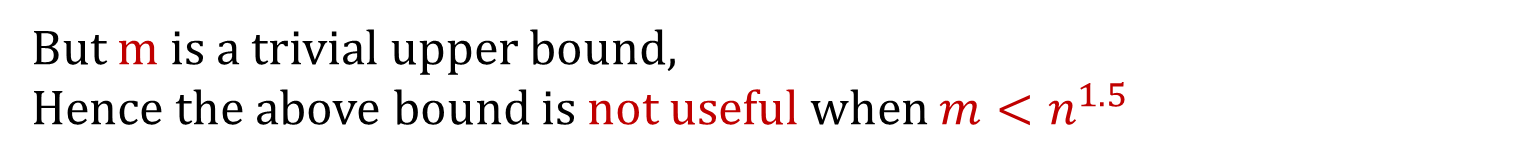 But m is a trivial upper bound,
Hence the above bound is not useful when m < n^{1.5}